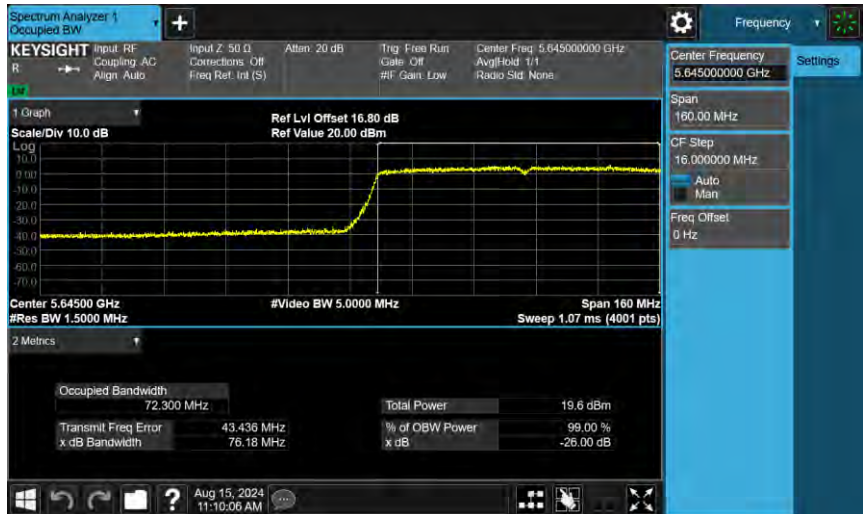 Spectrum Analyzer 1
Occupied BW
Frequency
KEYSIGHT
R
Input: RF
Coupling: AC
Align: Auto
Input Z: 50 Ω
Corrections: Off
Freq Ref: Int (S)
Atten: 20 dB
Trig: Free Run
Gate: Off
#IF Gain: Low
Center Freq: 5.645000000 GHz
Avg|Hold: 1/1
Radio Std: None
1 Graph
Scale/Div 10.0 dB
Ref Lvl Offset 16.80 dB
Ref Value 20.00 dBm
Log
10.0
0.00
-10.0
-20.0
-30.0
-40.0
-50.0
-60.0
-70.0
Center 5.64500 GHz
#Video BW 5.0000 MHz
Span 160 MHz
#Res BW 1.5000 MHz
Sweep 1.07 ms (4001 pts)
2 Metrics
Occupied Bandwidth
72.300 MHz
Total Power 19.6 dBm
Transmit Freq Error 43.436 MHz
% of OBW Power 99.00 %
x dB Bandwidth 76.18 MHz
x dB -26.00 dB
Aug 15, 2024
11:10:06 AM
Center Frequency
5.645000000 GHz
Settings
Span
160.00 MHz
CF Step
16.000000 MHz
Auto
Man
Freq Offset
0 Hz